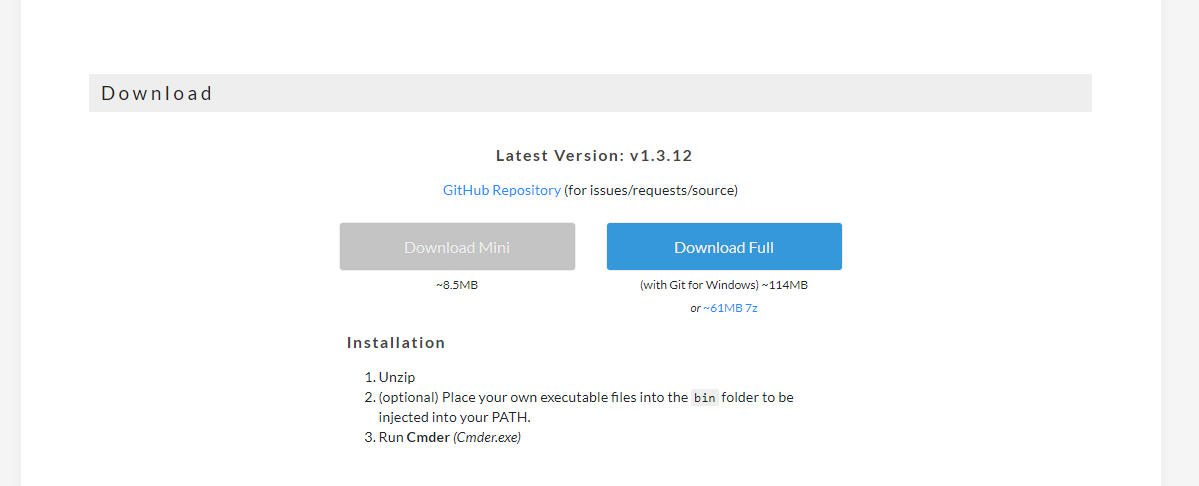 Download
Latest Version: v1.3.12
GitHub Repository (for issues/requests/source)
Download Mini
Download Full
~8.5MB
(with Git for Windows) ~114MB
or ~61MB 7z
Installation
1. Unzip
2. (optional) Place your own executable files into the bin folder to be
injected into your PATH.
3. Run Cmder (Cmder.exe)